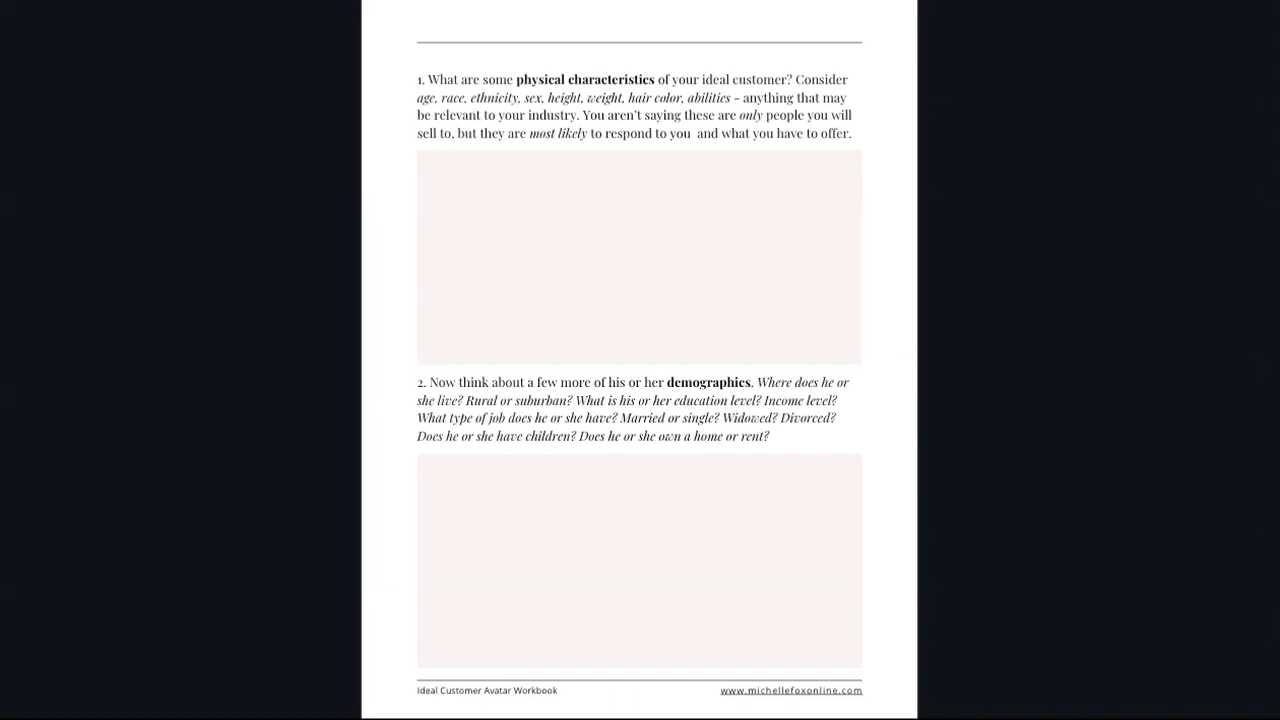 1. What are some physical characteristics of your ideal customer? Consider
age, race, ethnicity, sex, height, weight, hair color, abilities - anything that may
be relevant to your industry. You aren't saying these are only people you will
sell to, but they are most likely to respond to you and what you have to offer.
2. Now think about a few more of his or her demographics. Where does he or
she live? Rural or suburban? What is his or her education level? Income level?
What type of job does he or she have? Married or single? Widowed? Divorced?
Does he or she have children? Does he or she own a home or rent?
Ideal Customer Avatar Workbook
www.michellefoxonline.com